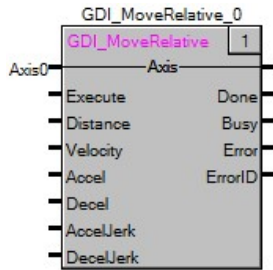 GDI_MoveRelative_0
GDI_MoveRelative 1
Axis0 Axis
Execute Done
Distance Busy
Velocity Error
Accel ErrorID
Decel
AccelJerk
DecelJerk